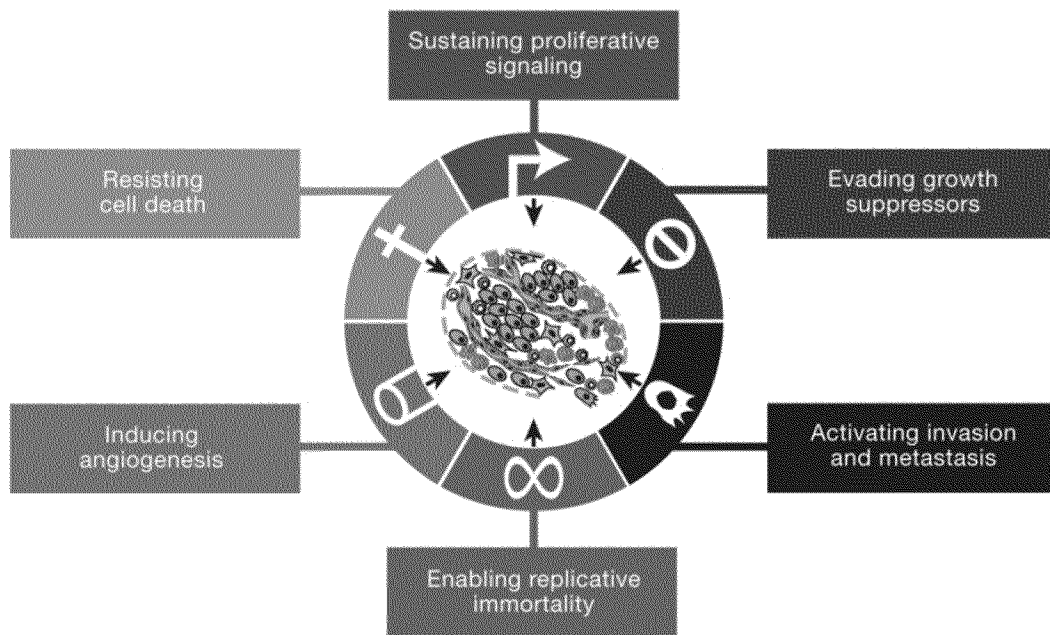 Sustaining proliferative
signaling
Resisting
cell death
Evading growth
suppressors
Inducing
angiogenesis
Activating invasion
and metastasis
Enabling replicative
immortality